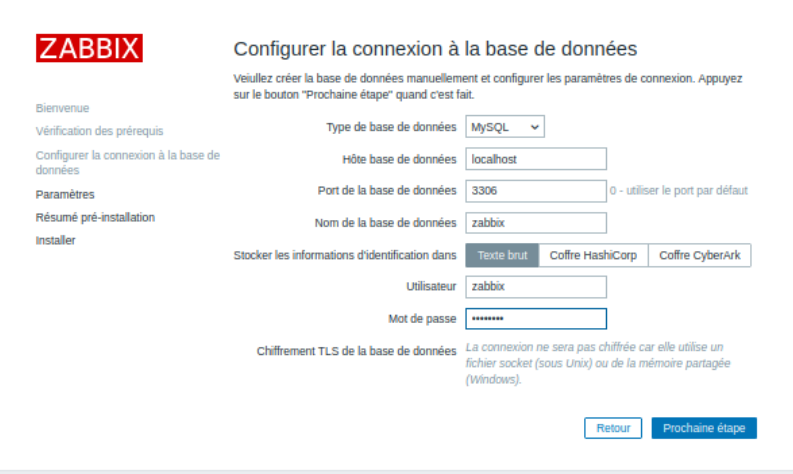 ZABBIX
Bienvenue
Vérification des prérequis
Configurer la connexion à la base de
données
Paramètres
Résumé pré-installation
Installer
Configurer la connexion à la base de données
Veiullez créer la base de données manuellement et configurer les paramètres de connexion. Appuyez
sur le bouton "Prochaine étape" quand c'est fait.
Type de base de données MySQL
Hôte base de données localhost
Port de la base de données 3306 0 - utiliser le port par défaut
Nom de la base de données zabbix
Stocker les informations d'identification dans Texte brut Coffre HashiCorp Coffre CyberArk
Utilisateur zabbix
Mot de passe ••••••••
Chiffrement TLS de la base de données La connexion ne sera pas chiffrée car elle utilise un
fichier socket (sous Unix) ou de la mémoire partagée
(Windows).
Retour Prochaine étape